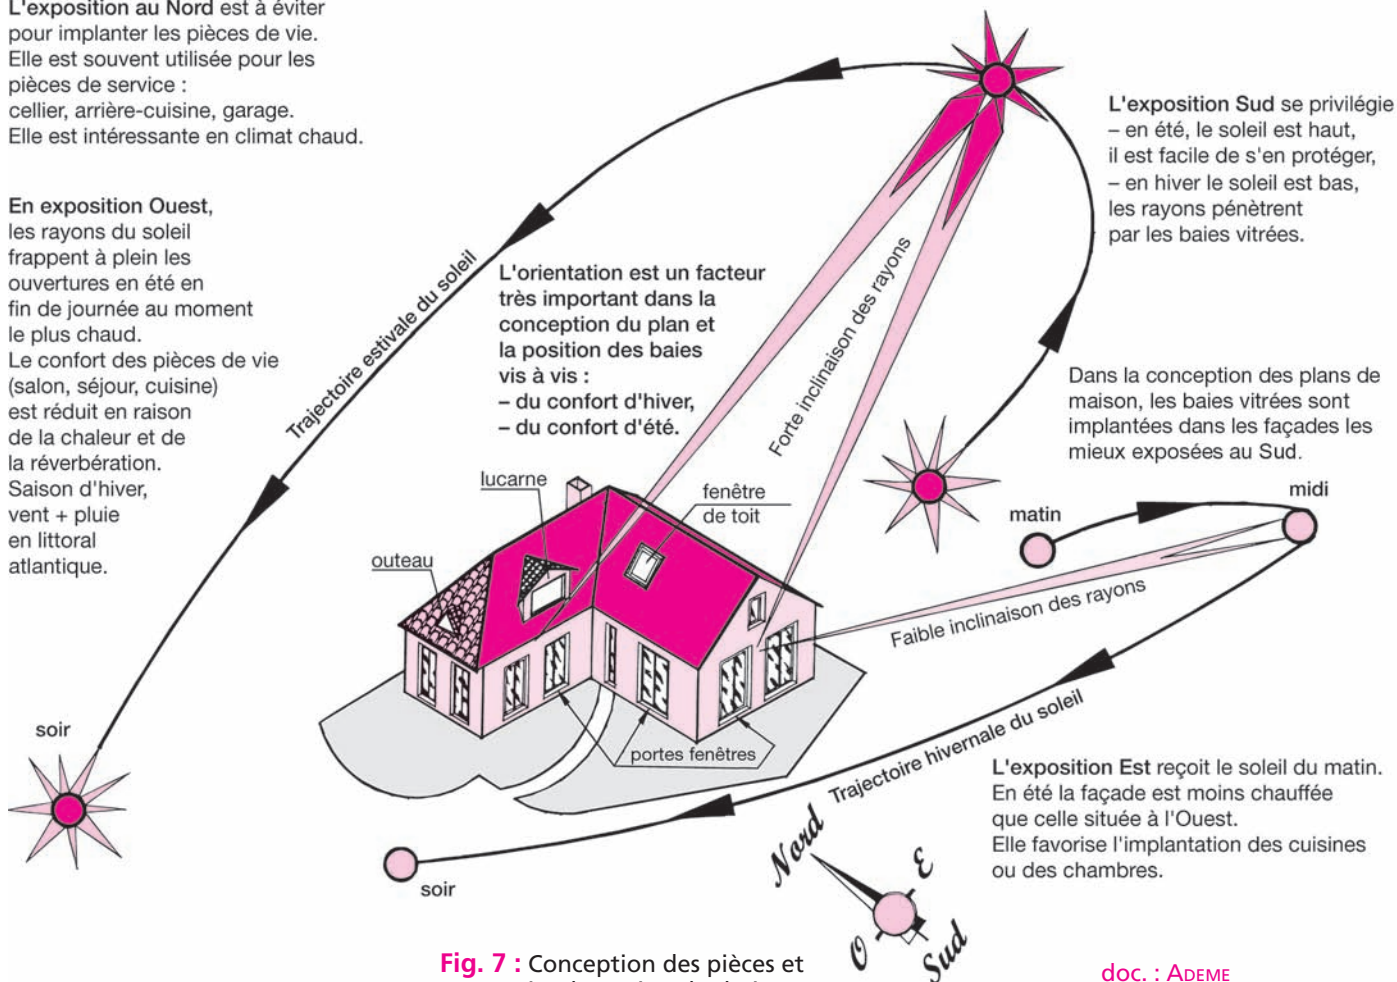 L'exposition au Nord est à éviter
pour implanter les pièces de vie.
Elle est souvent utilisée pour les
pièces de service :
cellier, arrière-cuisine, garage.
Elle est intéressante en climat chaud.
En exposition Ouest,
les rayons du soleil
frappent à plein les
ouvertures en été en
fin de journée au moment
le plus chaud.
Le confort des pièces de vie
(salon, séjour, cuisine)
est réduit en raison
de la chaleur et de
la réverbération.
Saison d'hiver,
vent + pluie
en littoral
atlantique.
Trajectoire estivale du soleil
L'orientation est un facteur
très important dans la
conception du plan et
la position des baies
vis à vis :
– du confort d'hiver,
– du confort d'été.
Forte inclinaison des rayons
L'exposition Sud se privilégie
– en été, le soleil est haut,
il est facile de s'en protéger,
– en hiver le soleil est bas,
les rayons pénètrent
par les baies vitrées.
Dans la conception des plans de
maison, les baies vitrées sont
implantées dans les façades les
mieux exposées au Sud.
midi
matin
lucarne
fenêtre
de toit
outeau
Faible inclinaison des rayons
soir
portes fenêtres
Trajectoire hivernale du soleil
soir
L'exposition Est reçoit le soleil du matin.
En été la façade est moins chauffée
que celle située à l'Ouest.
Elle favorise l'implantation des cuisines
ou des chambres.
Nord
E
O
Sud
Fig. 7 : Conception des pièces et
doc. : ADEME